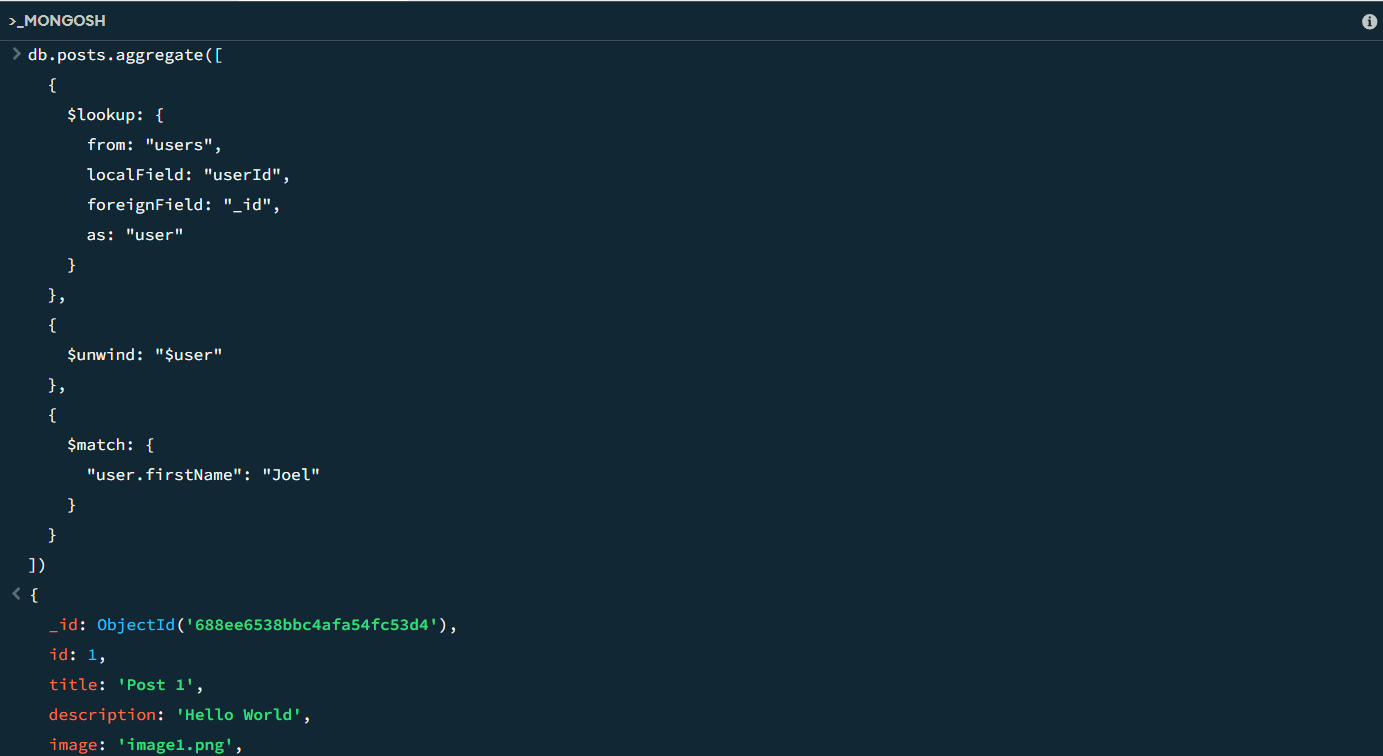 >_MONGOSH
> db.posts.aggregate([
{
$lookup: {
from: "users",
localField: "userId",
foreignField: "_id",
as: "user"
}
},
{
$unwind: "$user"
},
{
$match: {
"user.firstName": "Joel"
}
}
])
< {
_id: ObjectId('688ee6538bbc4afa54fc53d4'),
id: 1,
title: 'Post 1',
description: 'Hello World',
image: 'image1.png',